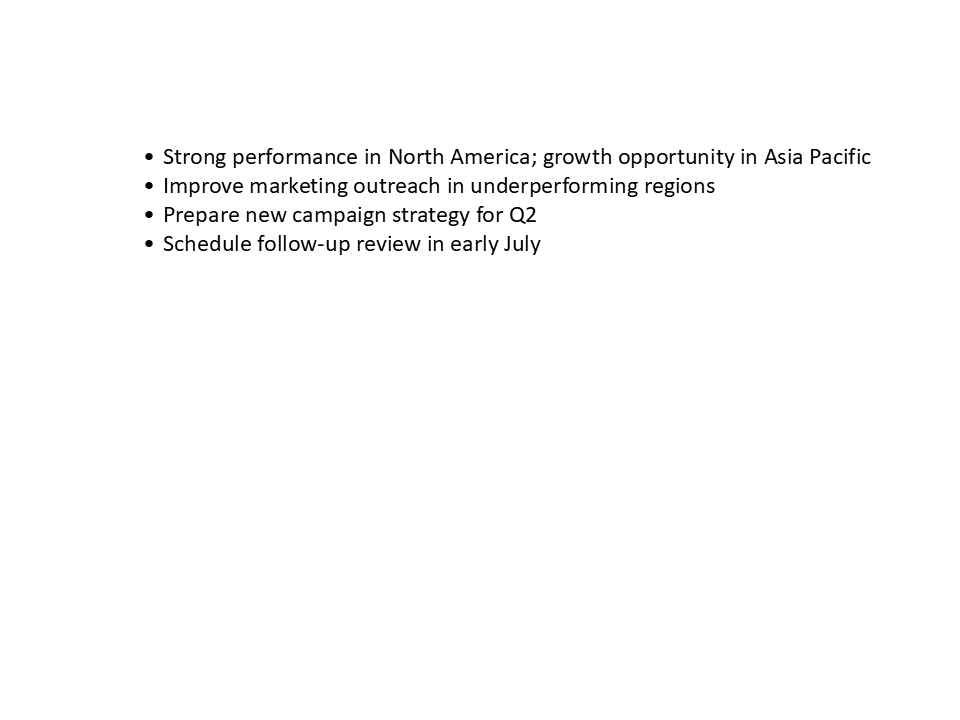 • Strong performance in North America; growth opportunity in Asia Pacific
• Improve marketing outreach in underperforming regions
• Prepare new campaign strategy for Q2
• Schedule follow-up review in early July